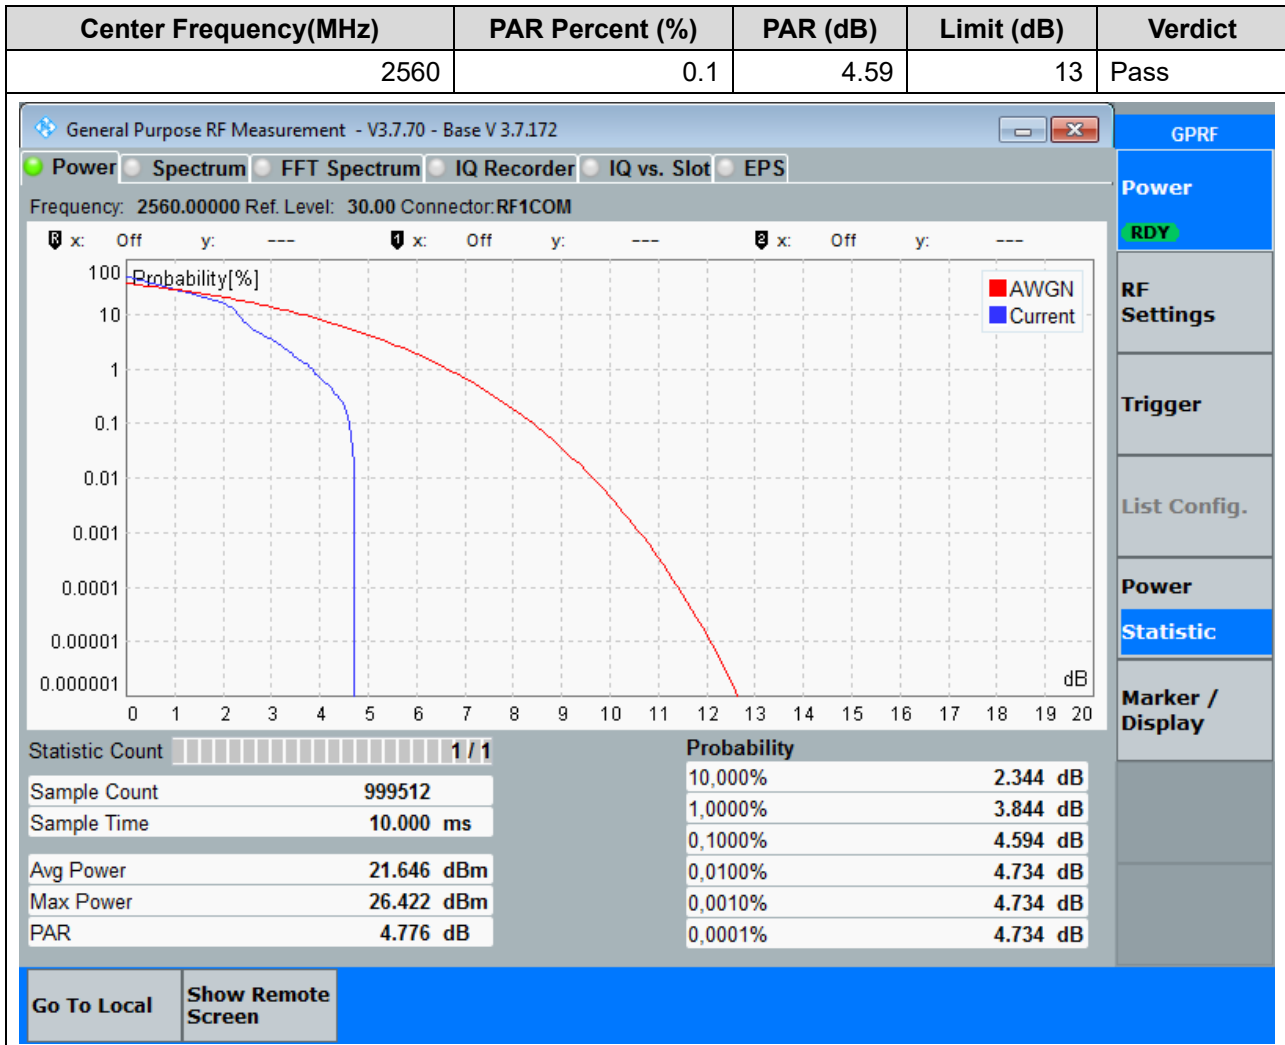 Center Frequency(MHz) PAR Percent (%) PAR (dB) Limit (dB) Verdict
2560 0.1 4.59 13 Pass
General Purpose RF Measurement - V3.7.70 - Base V 3.7.172
GPRF
Power Spectrum FFT Spectrum IQ Recorder IQ vs. Slot EPS
Frequency: 2560.00000 Ref. Level: 30.00 Connector: RF1COM
R x: Off y: --- 1 x: Off y: --- 2 x: Off y: ---
Probability[%]
AWGN
Current
100
10
1
0.1
0.01
0.001
0.0001
0.00001
0.000001
dB
0 1 2 3 4 5 6 7 8 9 10 11 12 13 14 15 16 17 18 19 20
Statistic Count 1 / 1
Sample Count 999512
Sample Time 10.000 ms
Avg Power 21.646 dBm
Max Power 26.422 dBm
PAR 4.776 dB
Probability
10,000% 2.344 dB
1,0000% 3.844 dB
0,1000% 4.594 dB
0,0100% 4.734 dB
0,0010% 4.734 dB
0,0001% 4.734 dB
Power
RDY
RF
Settings
Trigger
List Config.
Power
Statistic
Marker /
Display
Go To Local
Show Remote
Screen